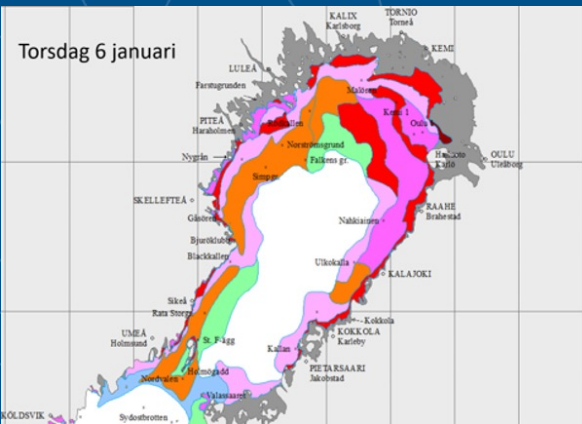 Torsdag 6 januari
KALIX
Karlsborg
TORNIO
Torneå
KEMI
LULEÅ
Farstugrunden
Malören
Kemi 1
PITEÅ
Haraholmen
Oulu 1
Norströmsgrund
Nygrån
Falkens gr.
OULU
Uleåborg
Simpgr.
SKELLEFTEÅ
RAAHE
Brahestad
Gåsören
Nahkiainen
Bjuröklubb
Blackkallen
Ulkokalla
KALAJOKI
Sikeå
Rata Storgr.
Kokkola
KOKKOLA
Karleby
UMEÅ
Holmsund
Kallan
PIETARSAARI
Jakobstad
Holmögadd
Nordvalen
Valassaaret
KÖLDSVIK
Sydostbrotten